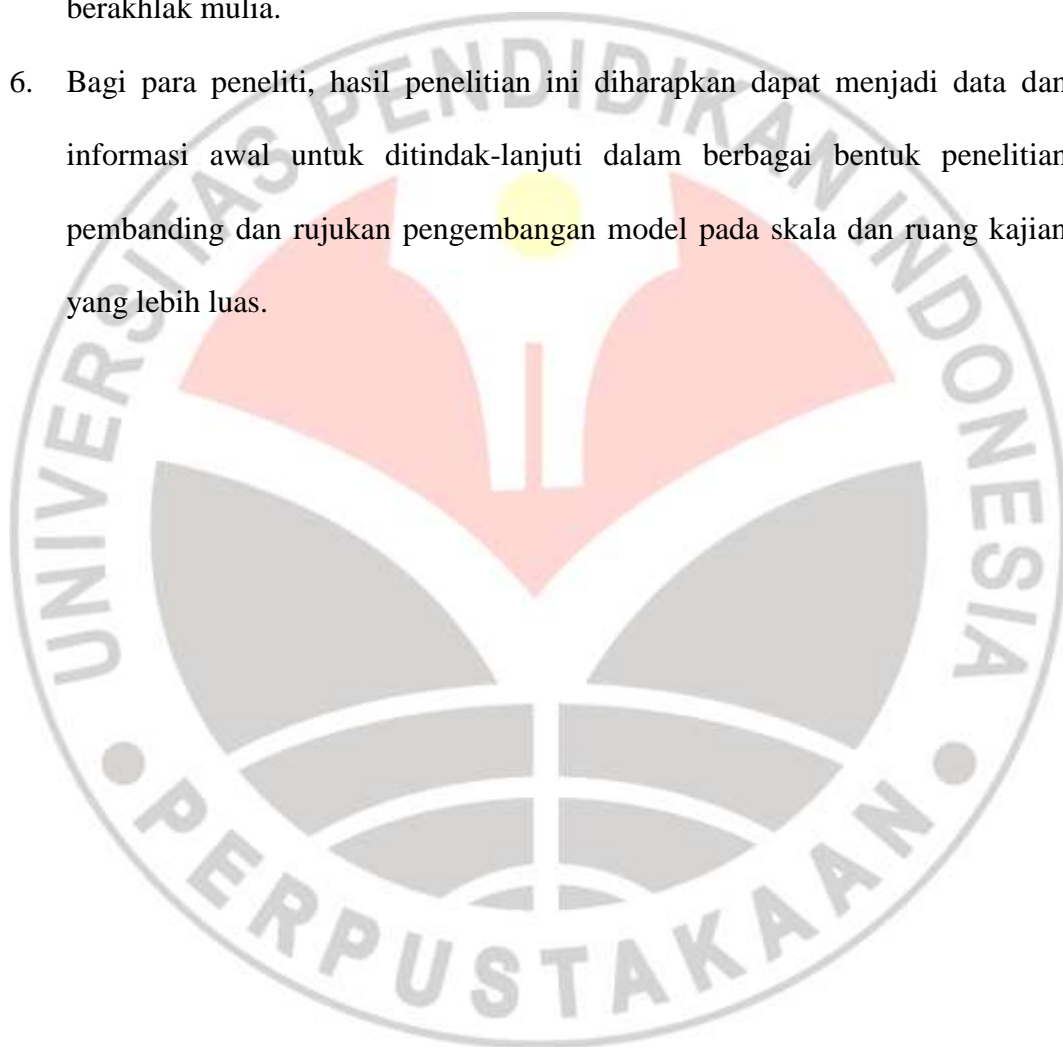 berakhlak mulia.
6. Bagi para peneliti, hasil penelitian ini diharapkan dapat menjadi data dan
informasi awal untuk ditindak-lanjuti dalam berbagai bentuk penelitian
pembanding dan rujukan pengembangan model pada skala dan ruang kajian
yang lebih luas.
UNIVERSITAS PENDIDIKAN INDONESIA
PERPUSTAKAAN